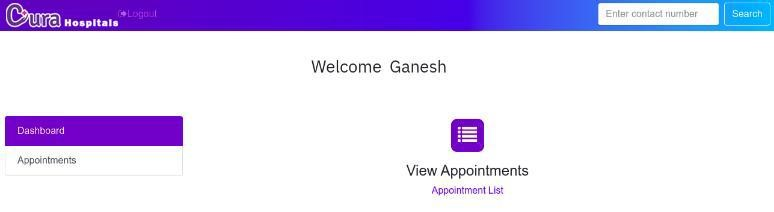 Cura Hospitals Logout Enter contact number Search
Welcome Ganesh
Dashboard
Appointments
View Appointments
Appointment List